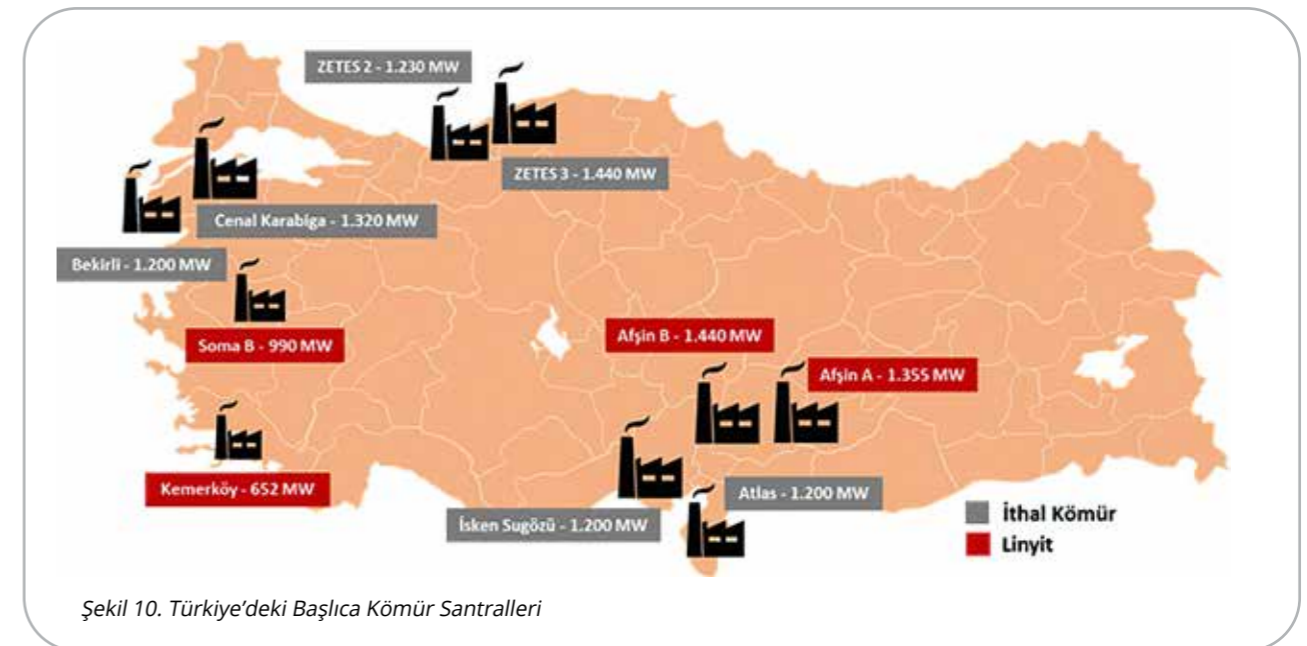 ZETES 2 - 1.230 MW
ZETES 3 - 1.440 MW
Cenal Karabiga - 1.320 MW
Bekirli - 1.200 MW
Soma B - 990 MW
Afşin B - 1.440 MW
Afşin A - 1.355 MW
Kemerköy - 652 MW
Atlas - 1.200 MW
İsken Sugözü - 1.200 MW
İthal Kömür
Linyit
Şekil 10. Türkiye’deki Başlıca Kömür Santralleri